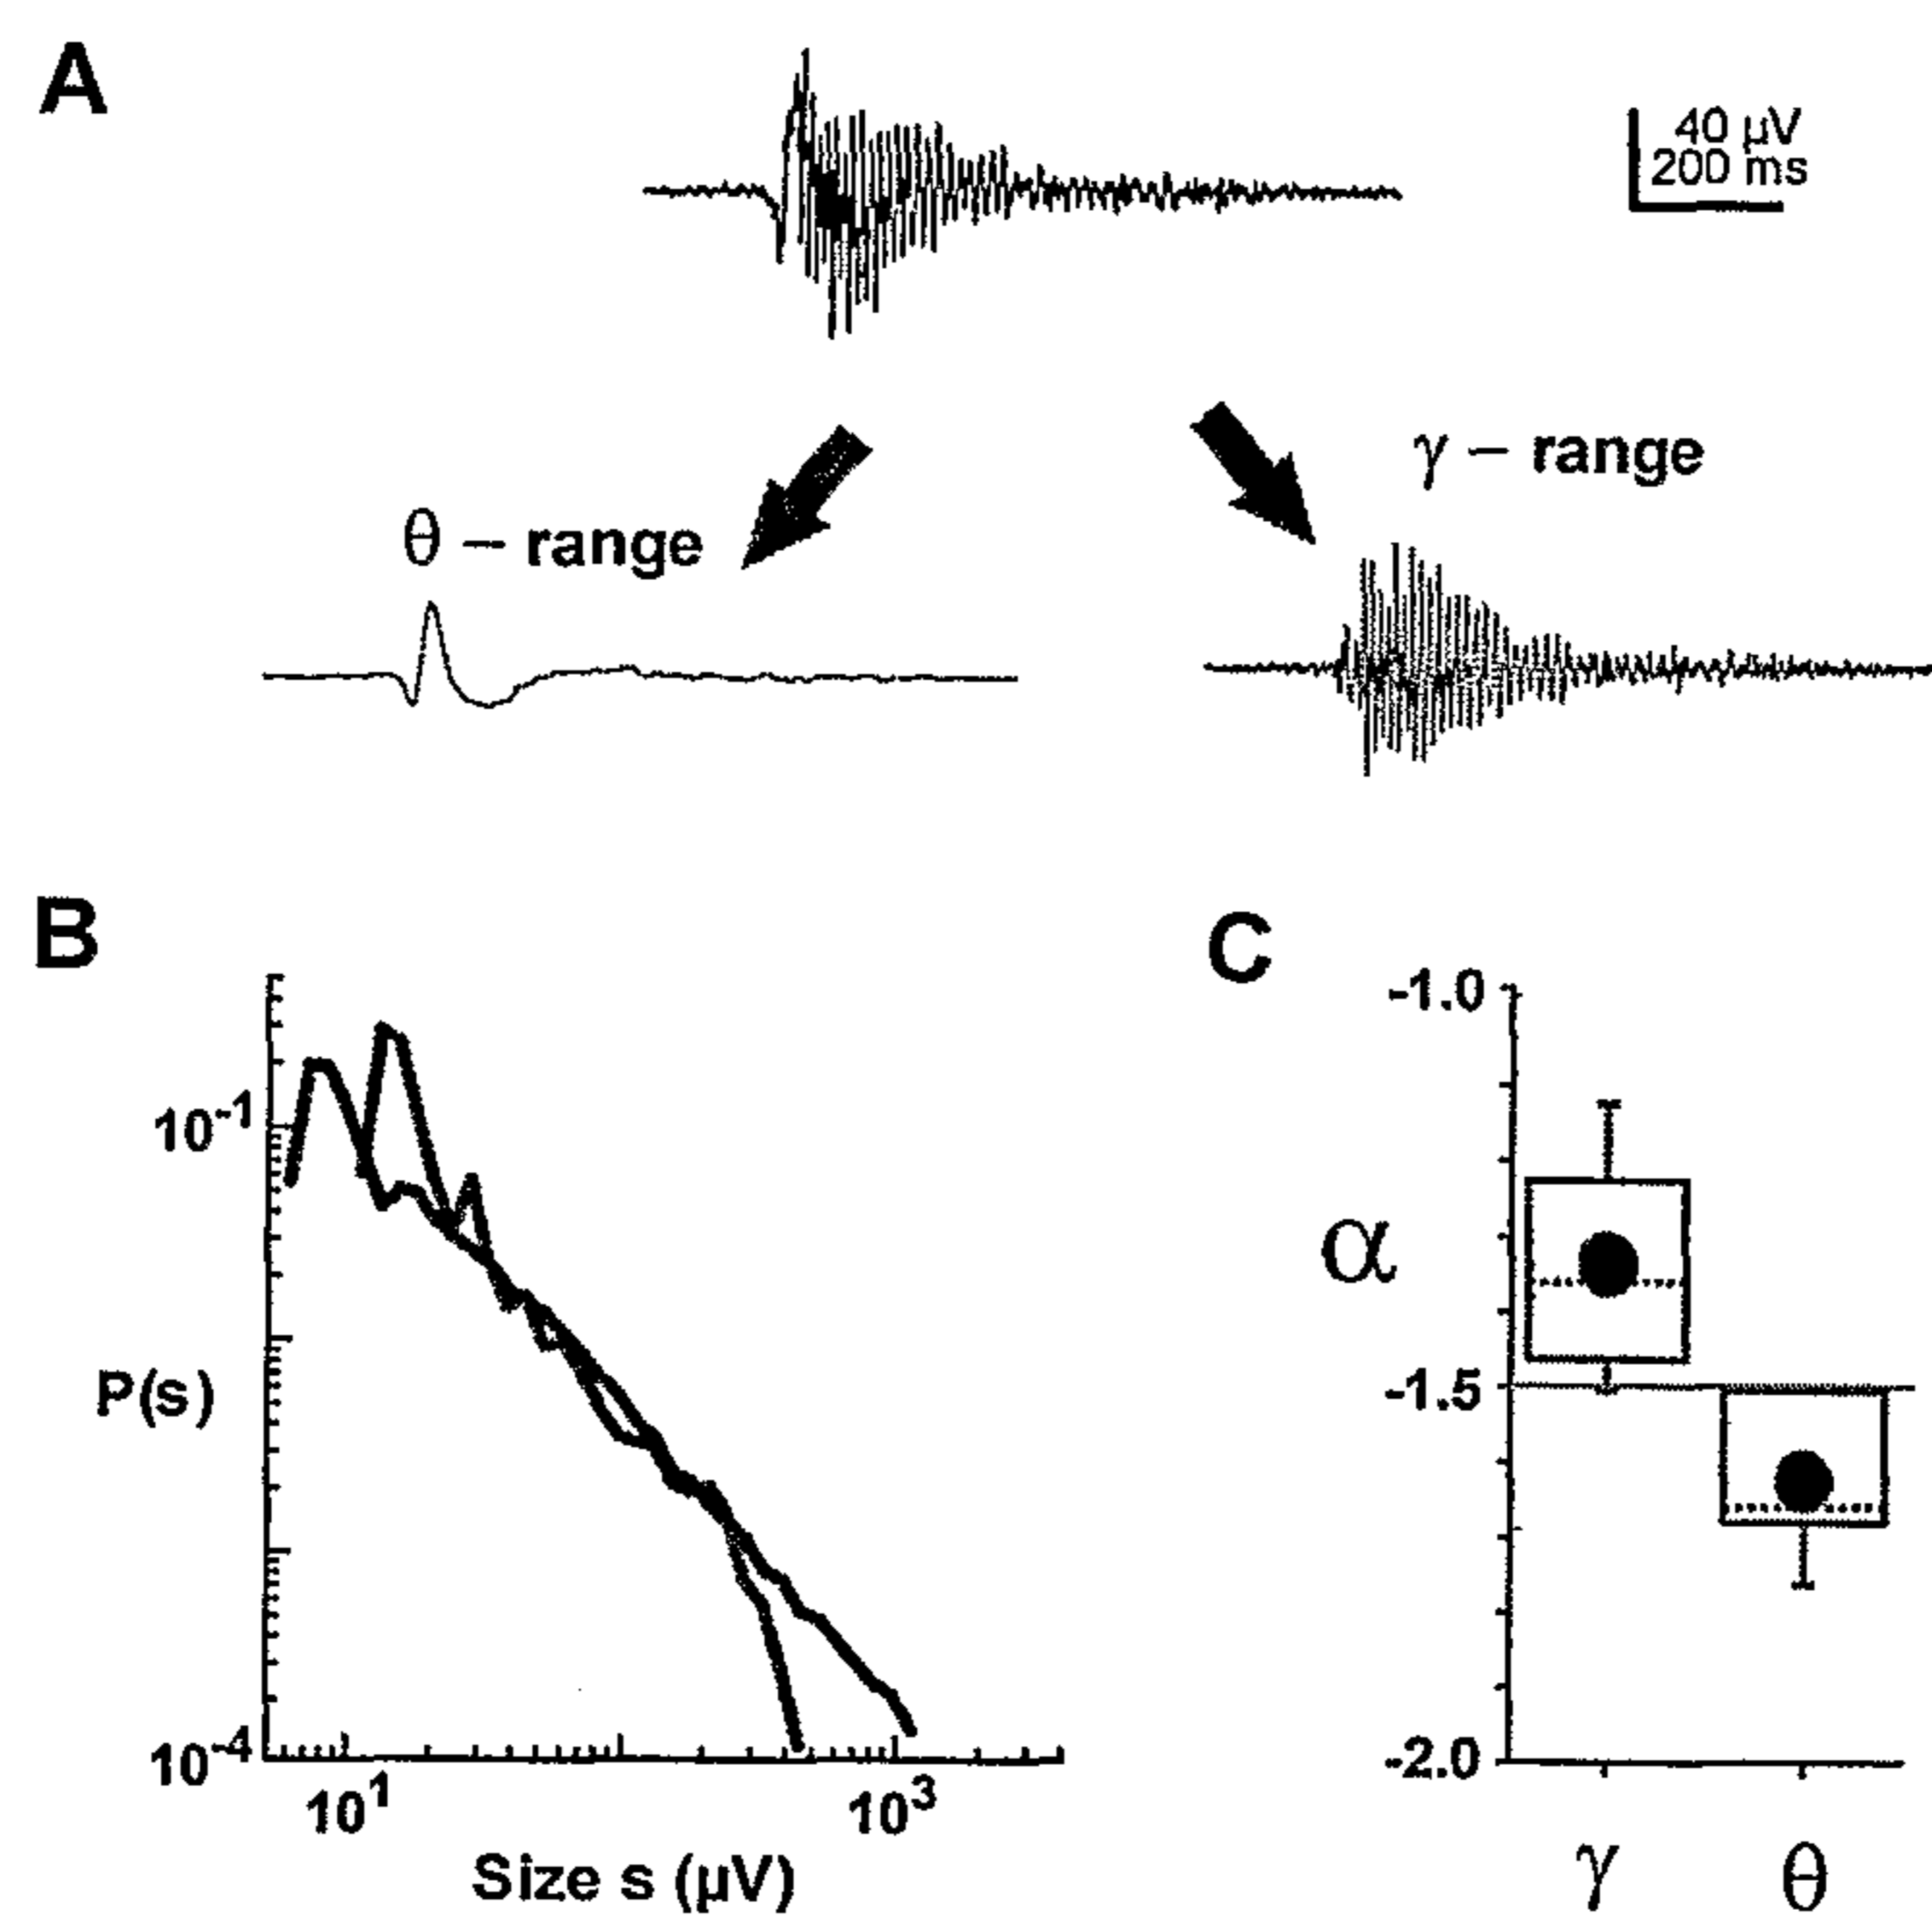 A
40 µV
200 ms
γ – range
θ – range
B
C
10⁻¹
P(s)
10⁻⁴
10¹
10³
Size s (µV)
-1.0
α
-1.5
-2.0
γ
θ